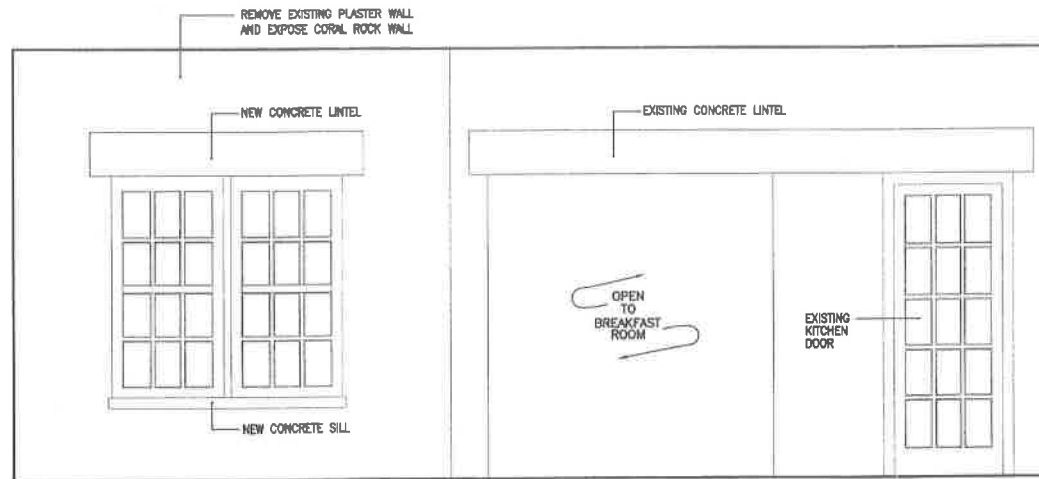 REMOVE EXISTING PLASTER WALL
AND EXPOSE CORAL ROCK WALL
NEW CONCRETE LINTEL
EXISTING CONCRETE LINTEL
OPEN
TO
BREAKFAST
ROOM
EXISTING
KITCHEN
DOOR
NEW CONCRETE SILL